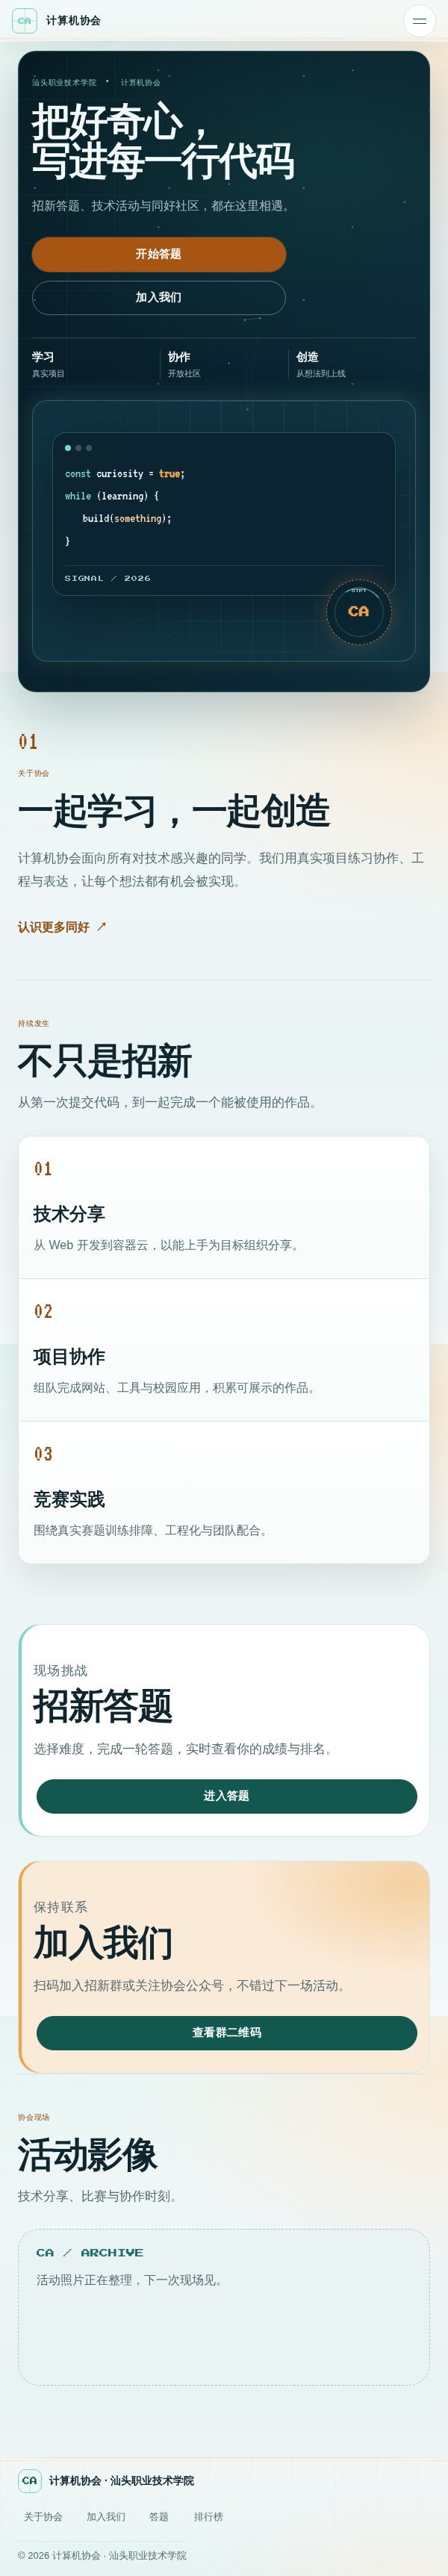 CA 计算机协会
汕头职业技术学院 • 计算机协会
把好奇心，
写进每一行代码
招新答题、技术活动与同好社区，都在这里相遇。
开始答题
加入我们
学习 协作 创造
真实项目 开放社区 从想法到上线
const curiosity = true;
while (learning) {
build(something);
}
SIGNAL / 2026
CA
01
关于协会
一起学习，一起创造
计算机协会面向所有对技术感兴趣的同学。我们用真实项目练习协作、工
程与表达，让每个想法都有机会被实现。
认识更多同好 ↗
持续发生
不只是招新
从第一次提交代码，到一起完成一个能被使用的作品。
01
技术分享
从 Web 开发到容器云，以能上手为目标组织分享。
02
项目协作
组队完成网站、工具与校园应用，积累可展示的作品。
03
竞赛实践
围绕真实赛题训练排障、工程化与团队配合。
现场挑战
招新答题
选择难度，完成一轮答题，实时查看你的成绩与排名。
进入答题
保持联系
加入我们
扫码加入招新群或关注协会公众号，不错过下一场活动。
查看群二维码
协会现场
活动影像
技术分享、比赛与协作时刻。
CA / ARCHIVE
活动照片正在整理，下一次现场见。
CA 计算机协会 · 汕头职业技术学院
关于协会 加入我们 答题 排行榜
© 2026 计算机协会 · 汕头职业技术学院